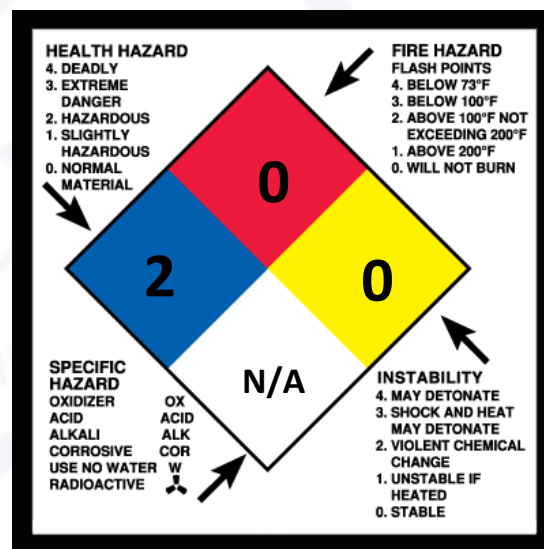 HEALTH HAZARD
4. DEADLY
3. EXTREME
DANGER
2. HAZARDOUS
1. SLIGHTLY
HAZARDOUS
0. NORMAL
MATERIAL
FIRE HAZARD
FLASH POINTS
4. BELOW 73°F
3. BELOW 100°F
2. ABOVE 100°F NOT
EXCEEDING 200°F
1. ABOVE 200°F
0. WILL NOT BURN
0
2
0
N/A
SPECIFIC
HAZARD
OXIDIZER OX
ACID ACID
ALKALI ALK
CORROSIVE COR
USE NO WATER W
RADIOACTIVE
INSTABILITY
4. MAY DETONATE
3. SHOCK AND HEAT
MAY DETONATE
2. VIOLENT CHEMICAL
CHANGE
1. UNSTABLE IF
HEATED
0. STABLE